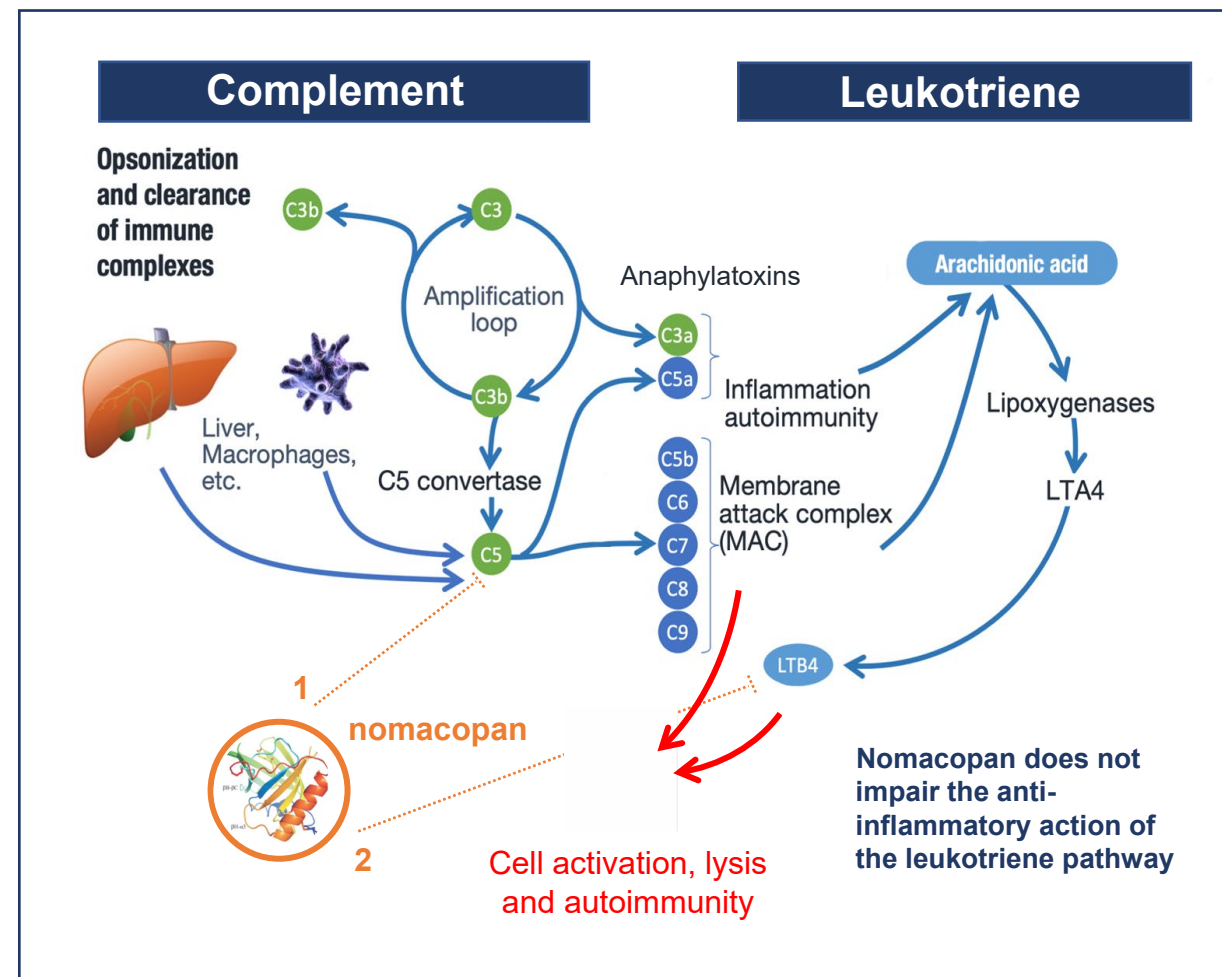 Complement
Leukotriene
Opsonization
and clearance
of immune
complexes
C3b
C3
Amplification
loop
C3b
Anaphylatoxins
C3a
C5a
Inflammation
autoimmunity
Arachidonic acid
Lipoxygenases
LTA4
Liver,
Macrophages,
etc.
C5 convertase
C5
C5b
C6
C7
C8
C9
Membrane
attack complex
(MAC)
LTB4
1
nomacopan
2
Cell activation, lysis
and autoimmunity
Nomacopan does not
impair the anti-
inflammatory action of
the leukotriene pathway